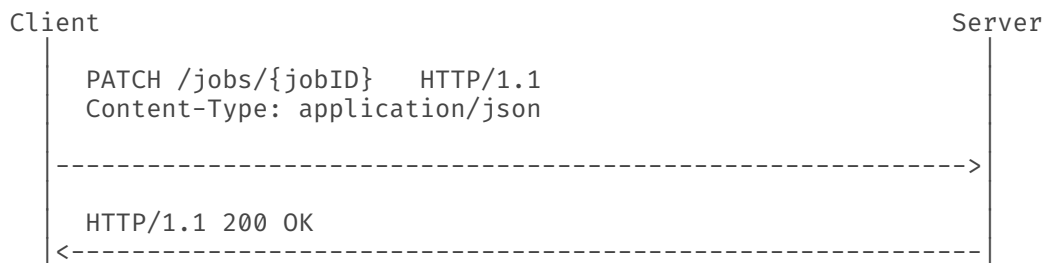 Client Server
PATCH /jobs/{jobID} HTTP/1.1
Content-Type: application/json
HTTP/1.1 200 OK